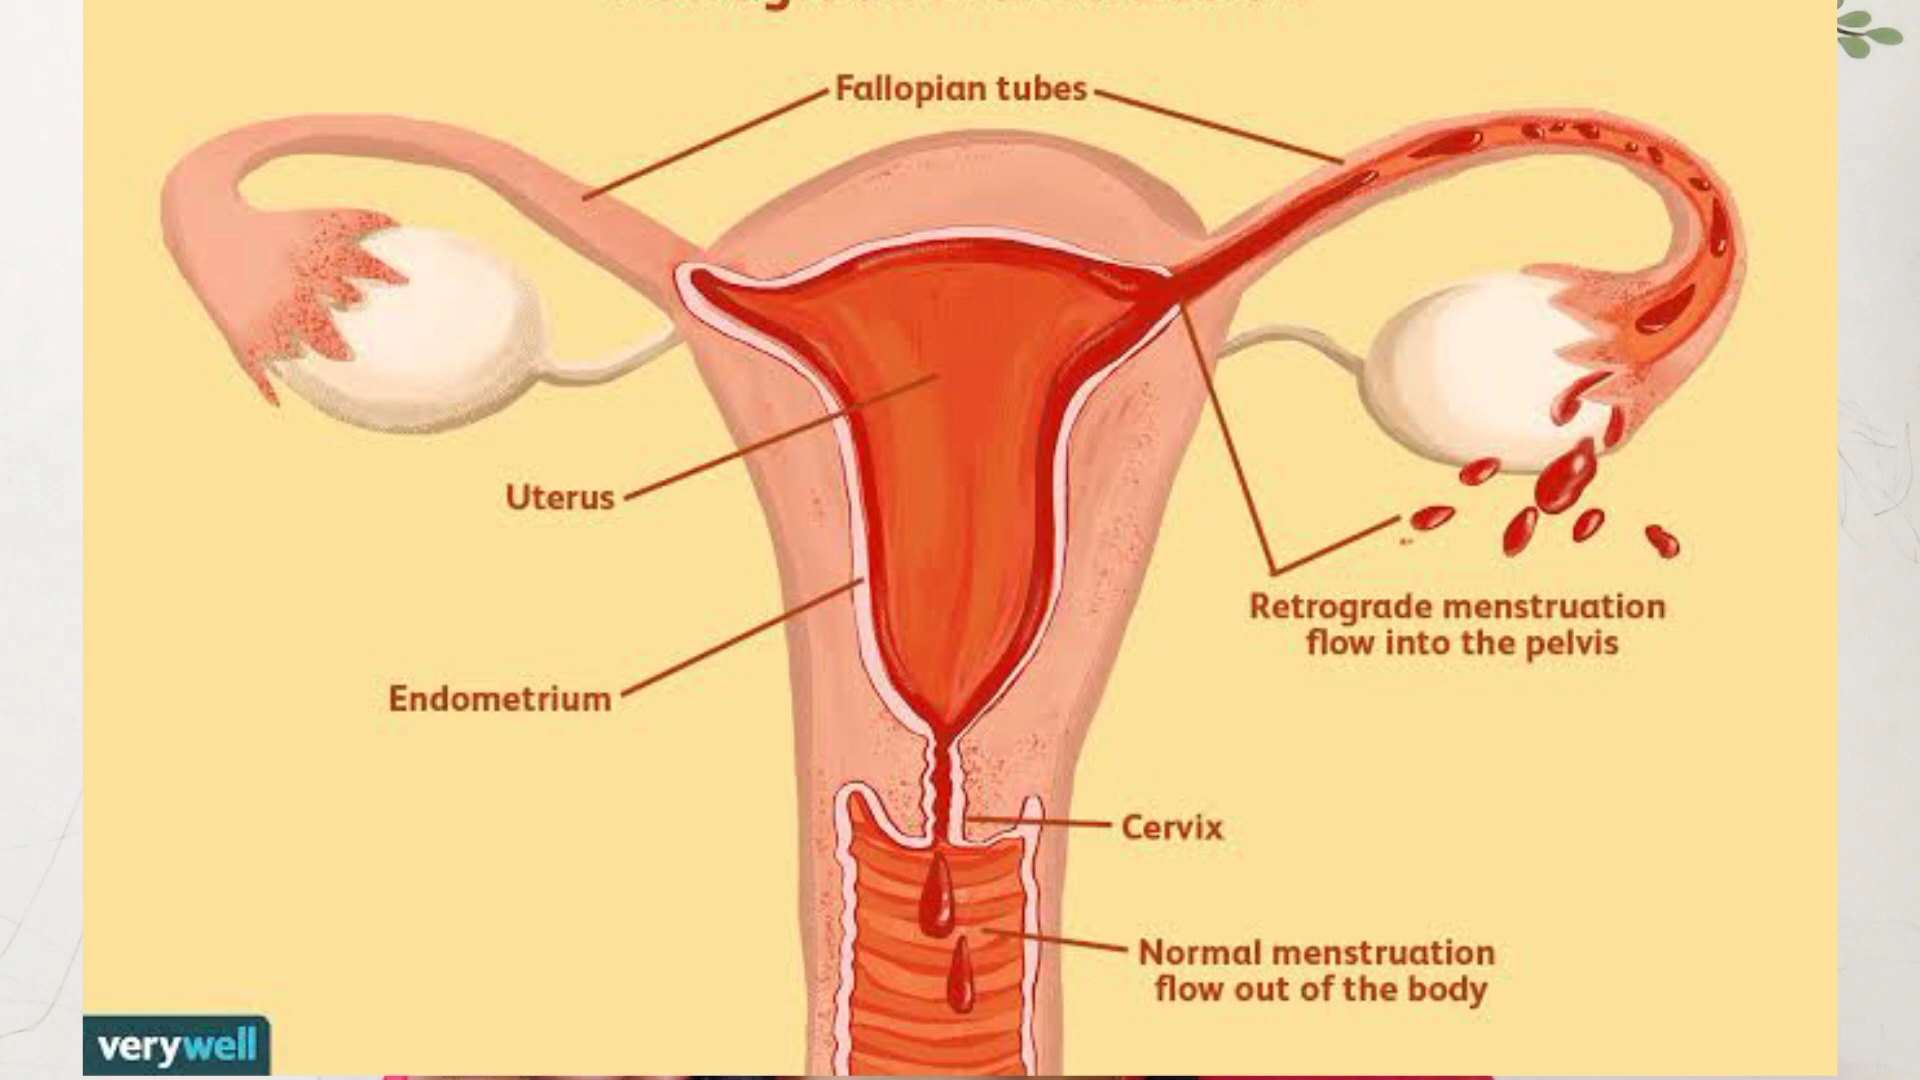 Fallopian tubes
Uterus
Retrograde menstruation
flow into the pelvis
Endometrium
Cervix
Normal menstruation
flow out of the body
verywell